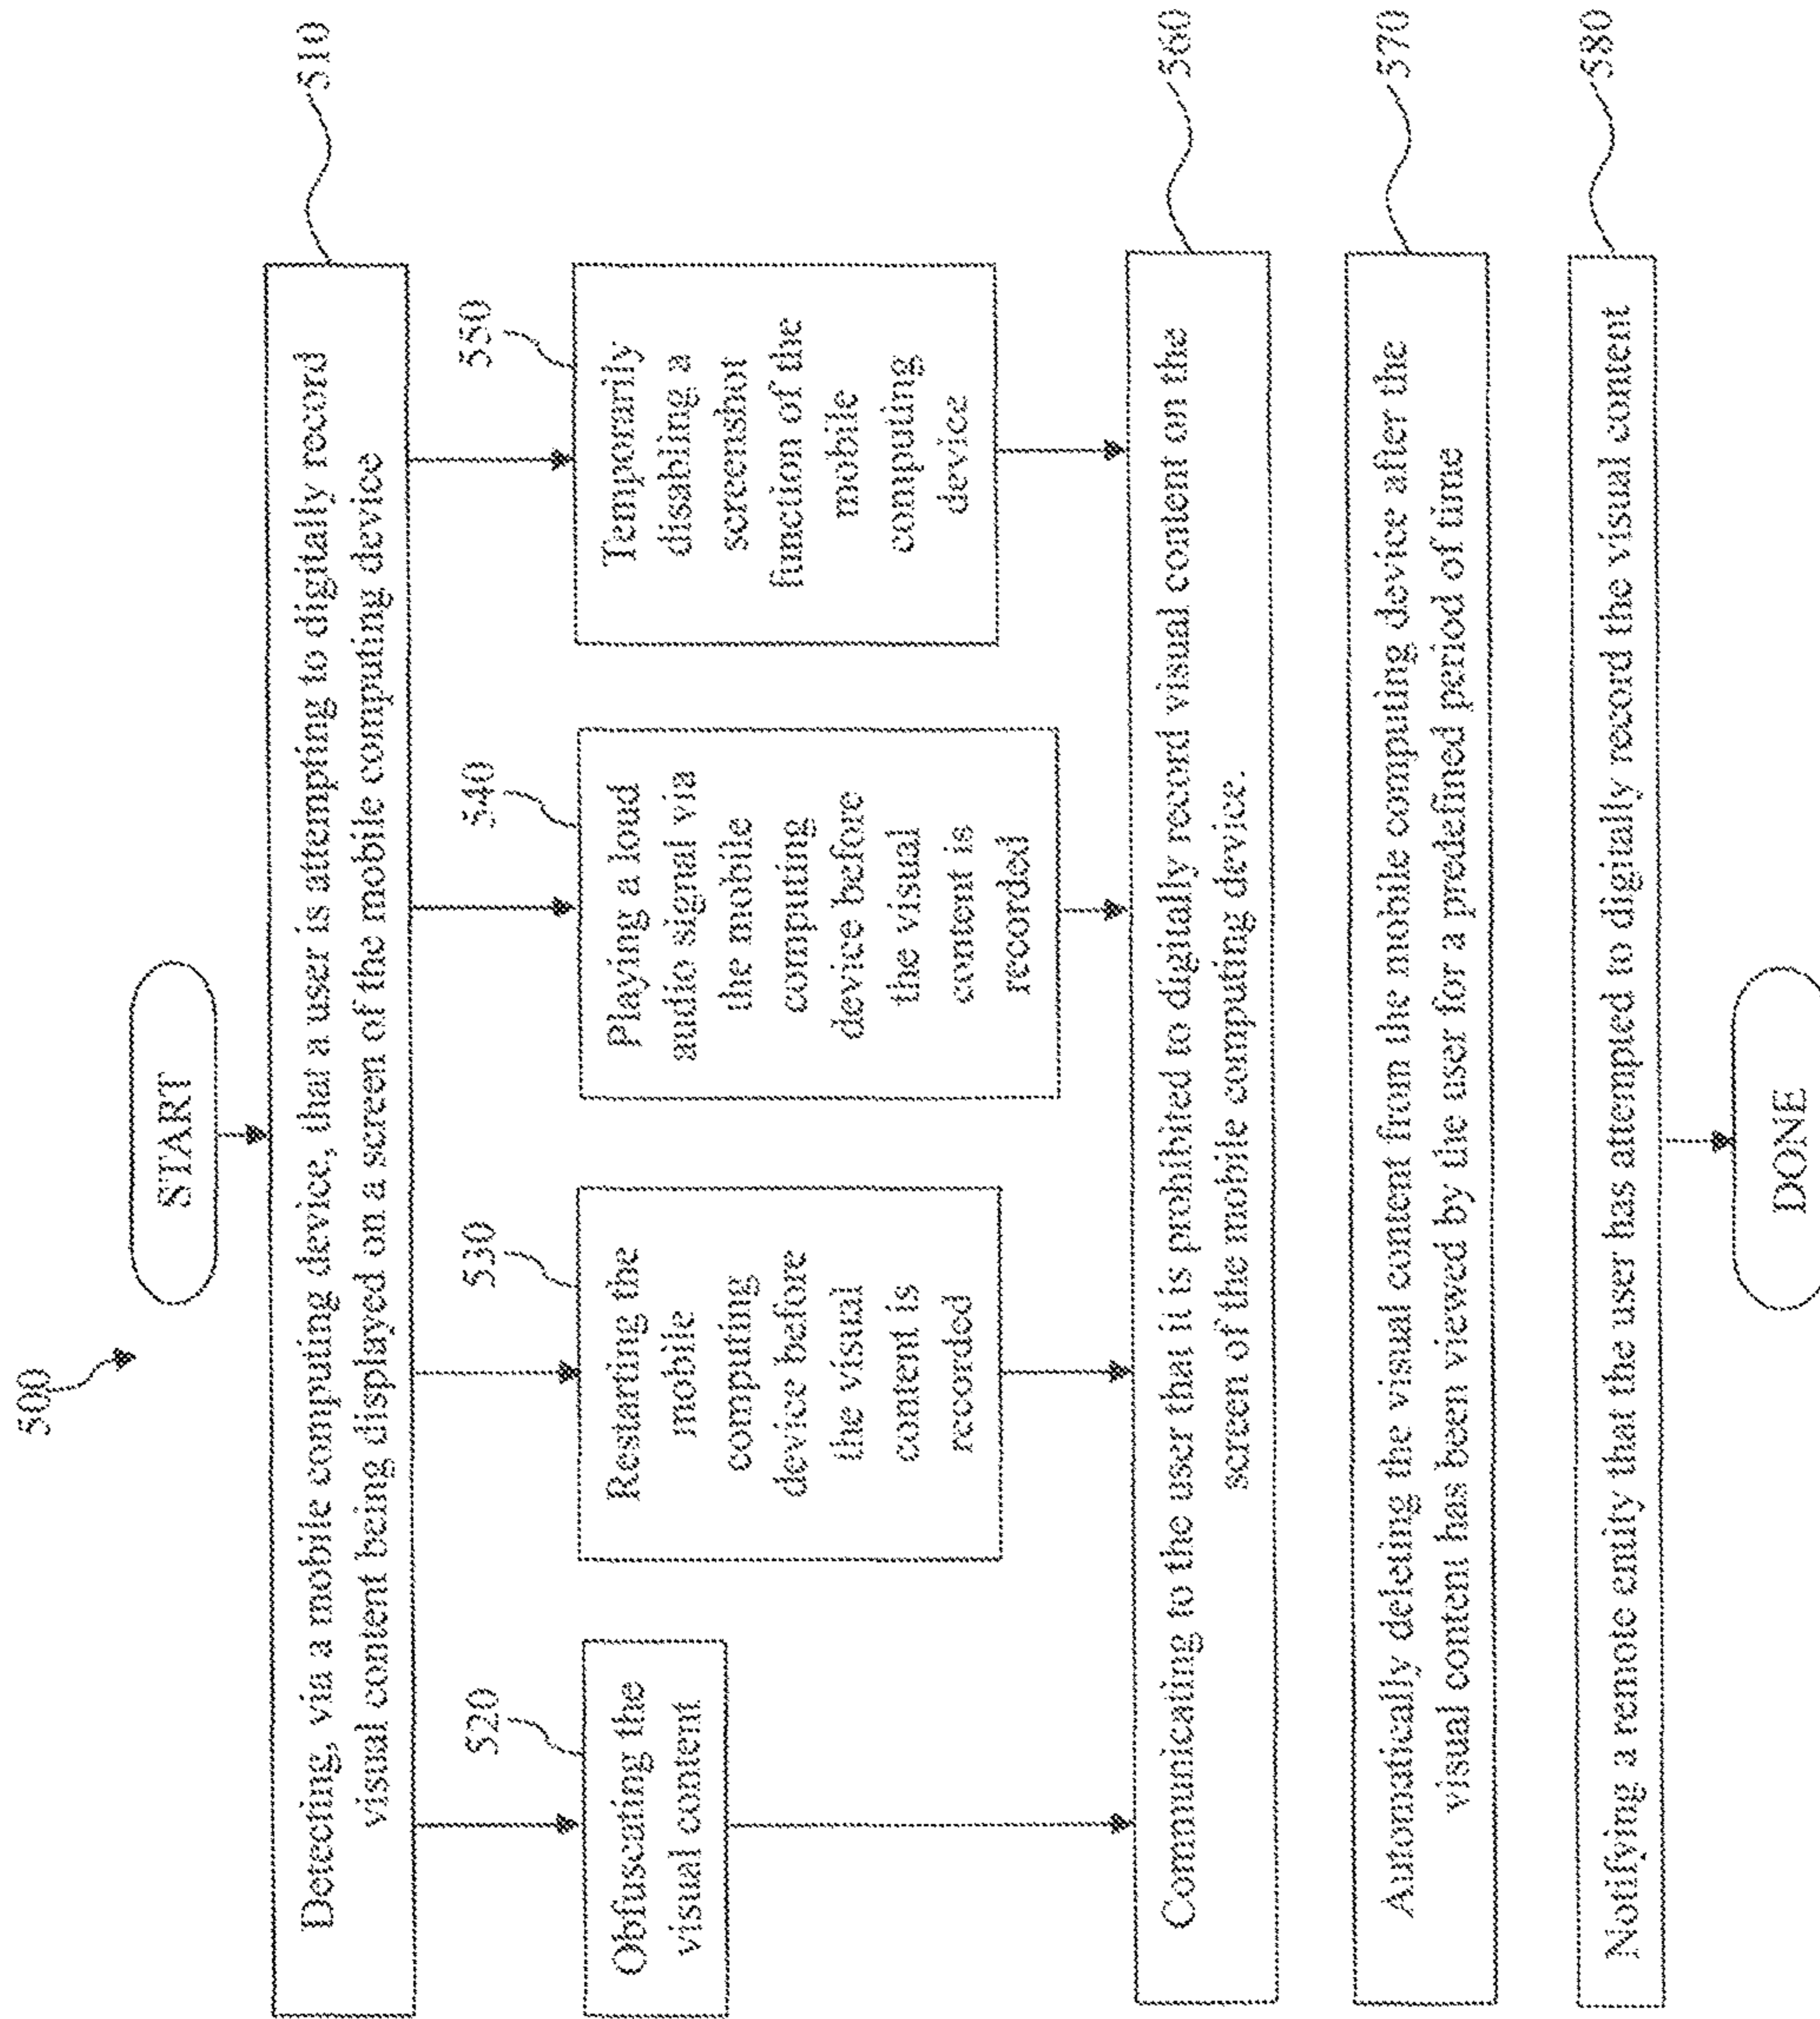 500
START
Detecting, via a mobile computing device, that a user is attempting to digitally record
visual content being displayed on a screen of the mobile computing device
510
520
Obfuscating the
visual content
530
Restarting the
mobile
computing
device before
the visual
content is
recorded
540
Playing a loud
audio signal via
the mobile
computing
device before
the visual
content is
recorded
550
Temporarily
disabling a
screenshot
function of the
mobile
computing
device
Communicating to the user that it is prohibited to digitally record visual content on the
screen of the mobile computing device.
560
Automatically deleting the visual content from the mobile computing device after the
visual content has been viewed by the user for a predefined period of time
570
Notifying a remote entity that the user has attempted to digitally record the visual content
580
DONE